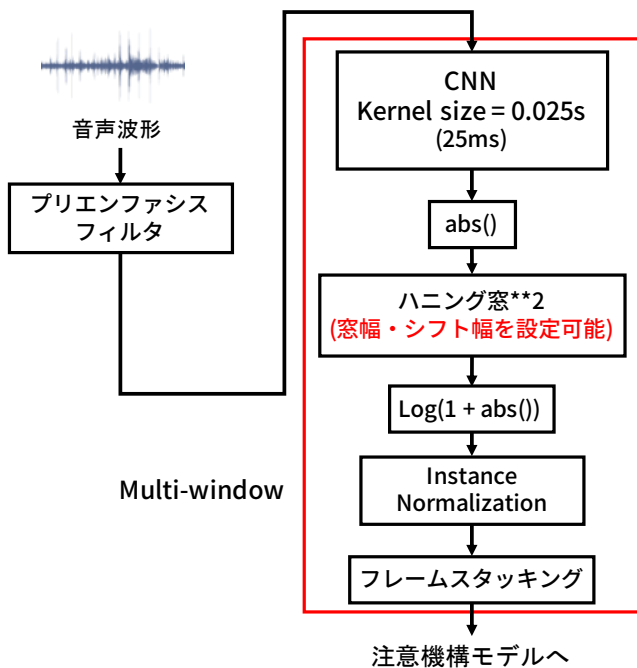 音声波形
プリエンファシス
フィルタ
CNN
Kernel size = 0.025s
(25ms)
abs()
ハニング窓**2
(窓幅・シフト幅を設定可能)
Log(1 + abs())
Instance
Normalization
フレームスタッキング
Multi-window
注意機構モデルへ